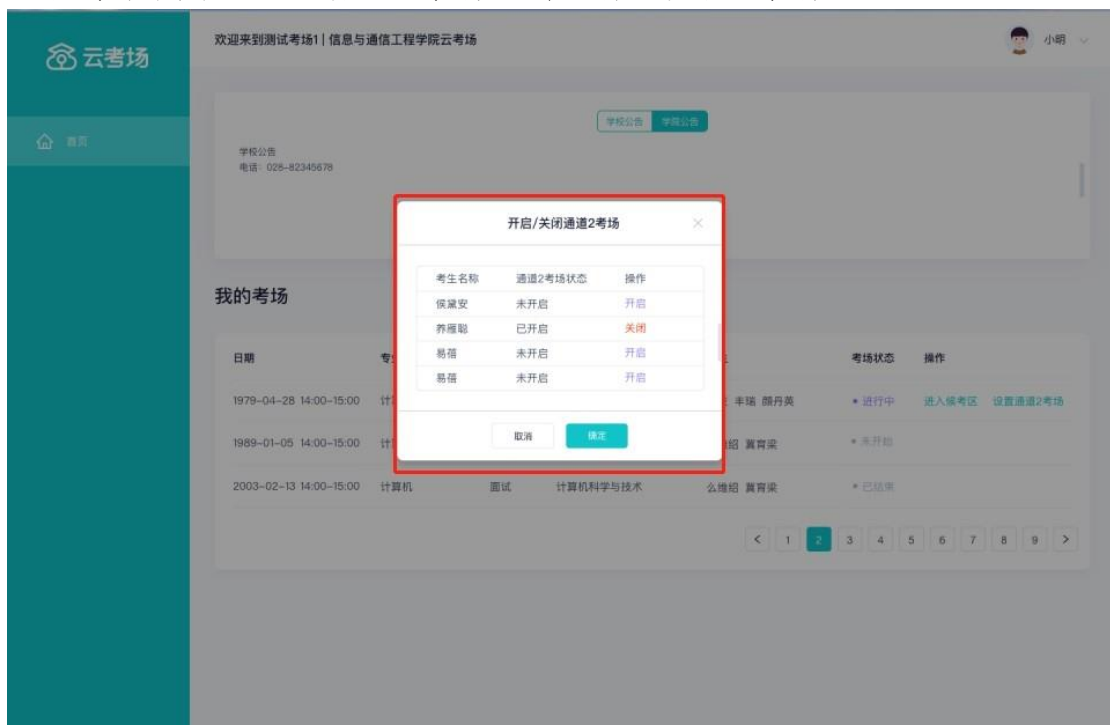 云考场
欢迎来到测试考场1 | 信息与通信工程学院云考场
小明
首页
学校公告 学院公告
学校公告
电话：028-82345678
开启/关闭通道2考场
考生名称 通道2考场状态 操作
侯黛安 未开启 开启
养雁聪 已开启 关闭
易蓓 未开启 开启
易蓓 未开启 开启
取消 确定
我的考场
日期 考场状态 操作
1979-04-28 14:00-15:00 丰瑞 颜丹英 进行中 进入候考区 设置通道2考场
1989-01-05 14:00-15:00 冀育梁 未开始
2003-02-13 14:00-15:00 计算机 面试 计算机科学与技术 么维绍 冀育梁 已结束
< 1 2 3 4 5 6 7 8 9 >